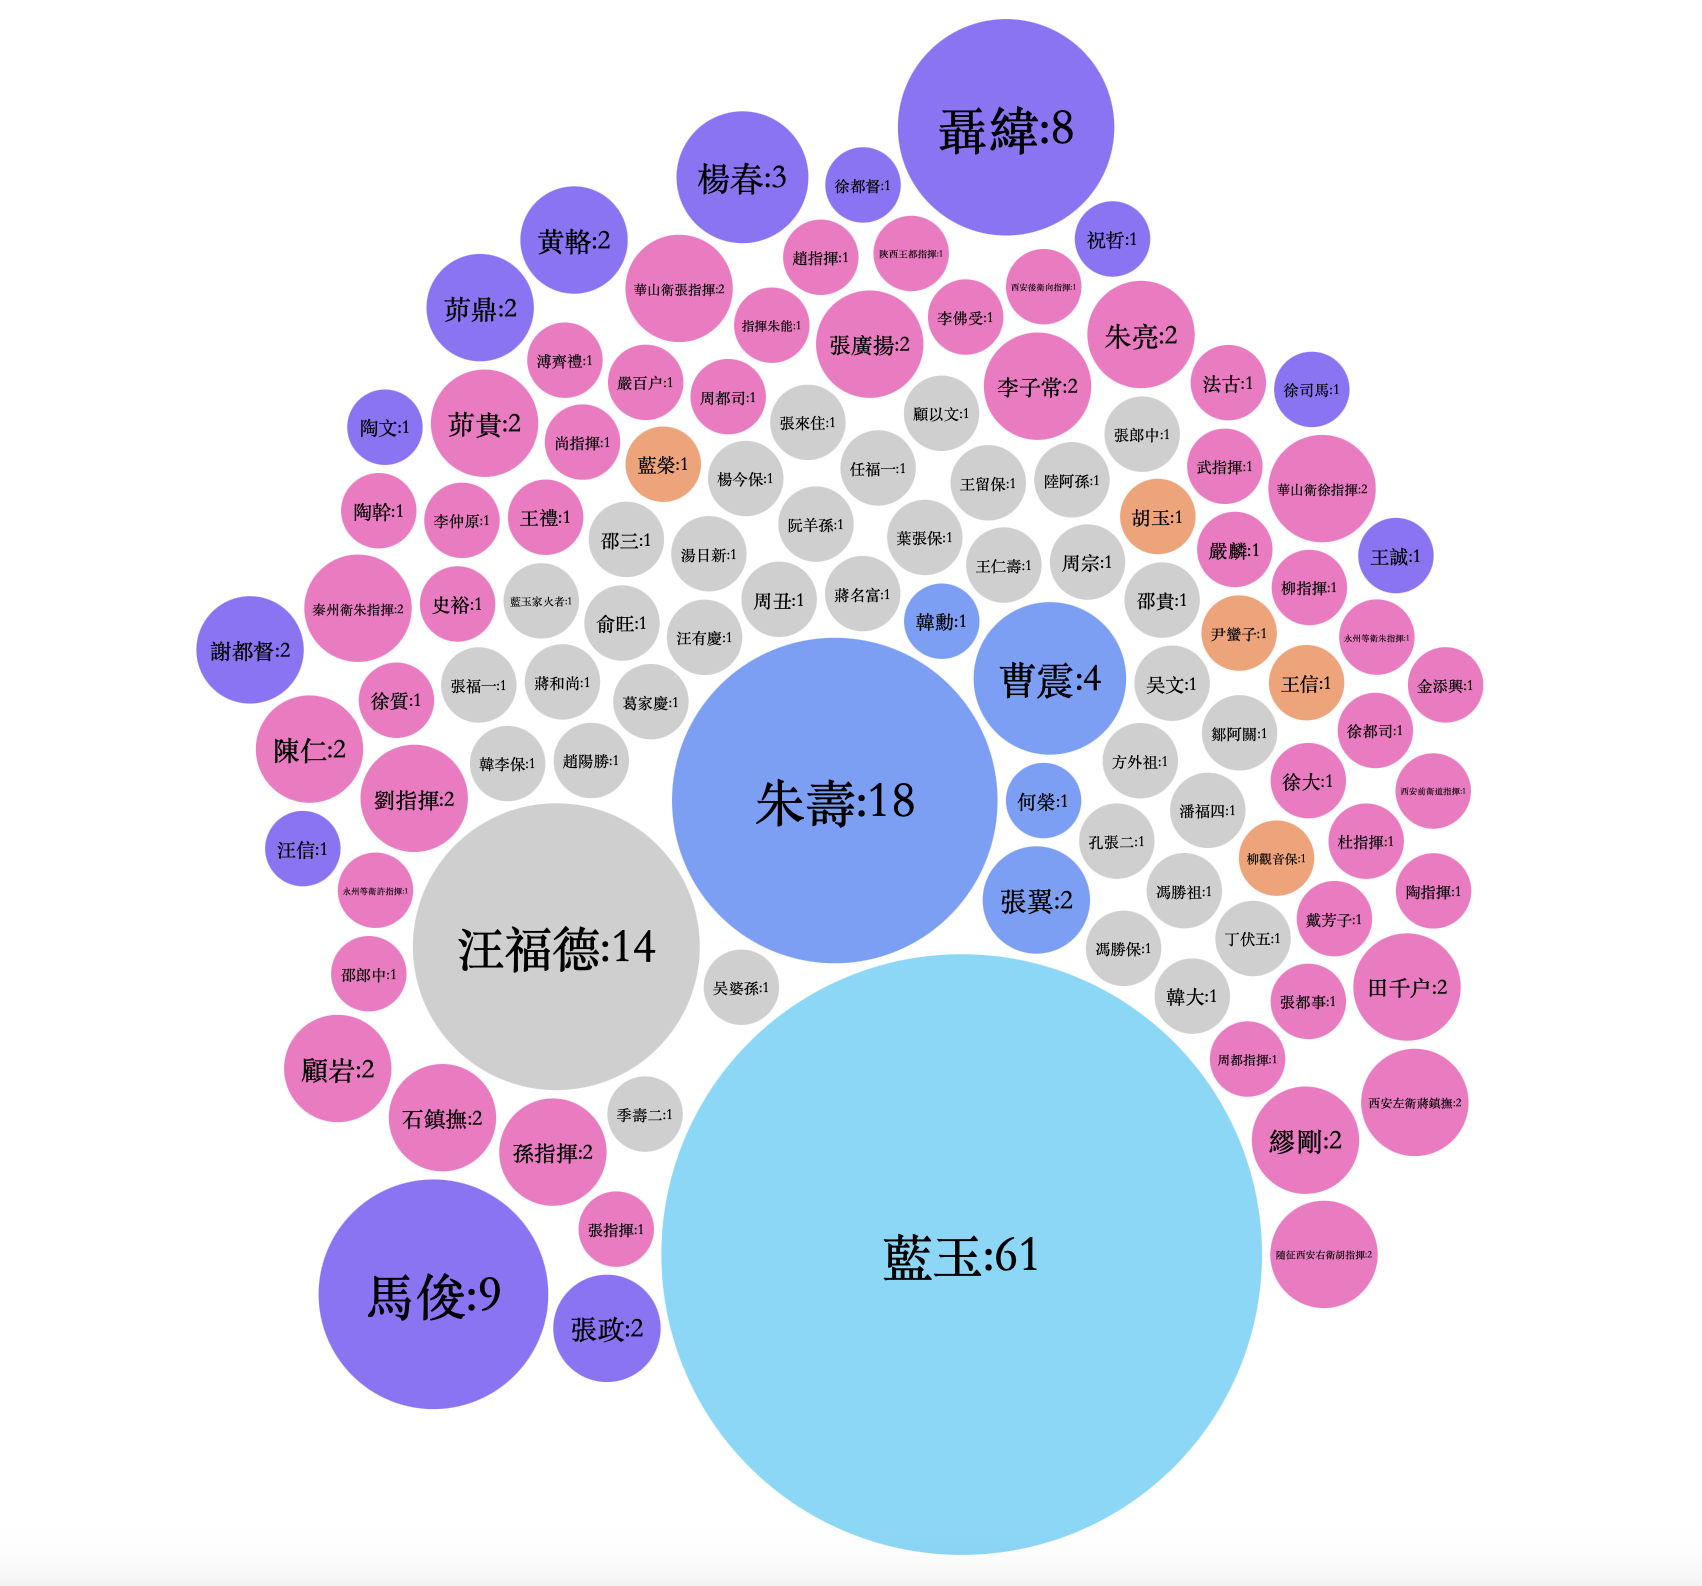 聶緯:8
楊春:3
徐都督:1
黄輅:2
祝哲:1
趙指揮:1
陝西王都指揮:1
華山衛張指揮:2
西安後衛向指揮:1
茆鼎:2
指揮朱能:1
李佛受:1
張廣揚:2
朱亮:2
溥齊禮:1
嚴百户:1
周都司:1
李子常:2
法古:1
徐司馬:1
陶文:1
茆貴:2
尚指揮:1
張來住:1
顧以文:1
張郎中:1
藍榮:1
楊今保:1
任福一:1
王留保:1
陸阿孫:1
武指揮:1
華山衛徐指揮:2
陶幹:1
李仲原:1
王禮:1
邵三:1
湯日新:1
阮羊孫:1
葉張保:1
胡玉:1
嚴麟:1
王誠:1
王仁壽:1
周宗:1
柳指揮:1
秦州衛朱指揮:2
史裕:1
藍玉家火者:1
俞旺:1
周丑:1
蔣名富:1
韓勳:1
邵貴:1
尹蠻子:1
永州等衛朱指揮:1
謝都督:2
汪有慶:1
徐質:1
張福一:1
蔣和尚:1
葛家慶:1
曹震:4
吴文:1
王信:1
金添興:1
陳仁:2
韓李保:1
趙陽勝:1
鄒阿關:1
徐都司:1
劉指揮:2
朱壽:18
何榮:1
方外祖:1
徐大:1
西安前衛道指揮:1
潘福四:1
汪信:1
孔張二:1
柳觀音保:1
杜指揮:1
永州等衛許指揮:1
張翼:2
馮勝祖:1
陶指揮:1
汪福德:14
馮勝保:1
丁伏五:1
戴芳子:1
邵郎中:1
吴婆孫:1
韓大:1
張都事:1
田千户:2
顧岩:2
周都指揮:1
石鎮撫:2
季壽二:1
西安左衛蔣鎮撫:2
孫指揮:2
繆剛:2
張指揮:1
藍玉:61
隨征西安右衛胡指揮:2
馬俊:9
張政:2